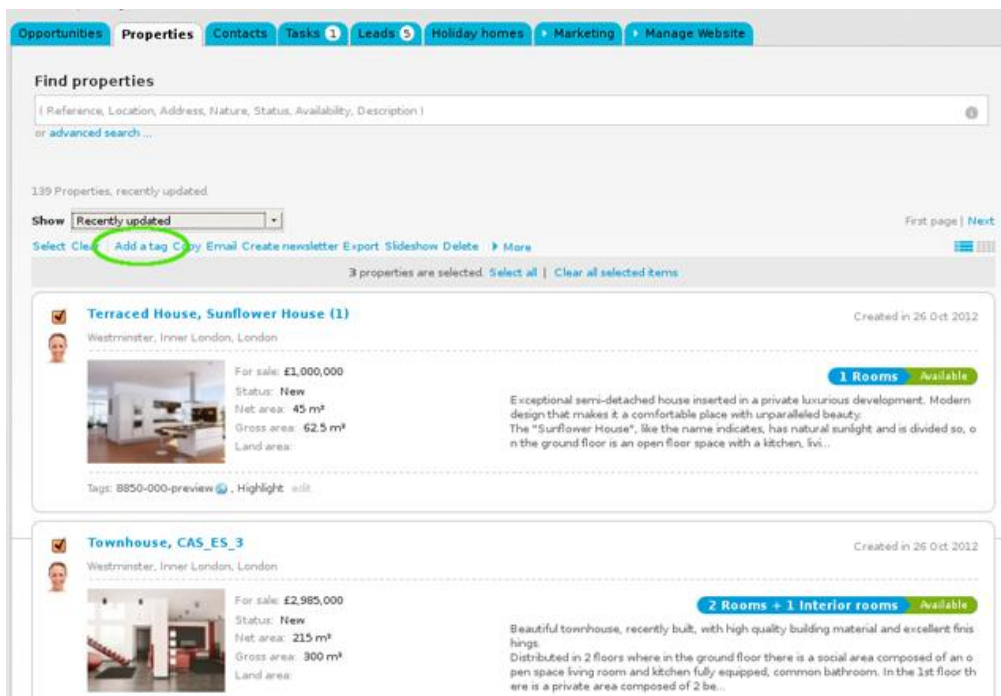 Opportunities Properties Contacts Tasks 1 Leads 5 Holiday homes Marketing Manage Website
Find properties
( Reference, Location, Address, Nature, Status, Availability, Description )
or advanced search ...
139 Properties, recently updated
Show Recently updated
First page | Next
Select Clear | Add a tag Copy Email Create newsletter Export Slideshow Delete More
3 properties are selected. Select all | Clear all selected items
Terraced House, Sunflower House (1)
Created in 26 Oct 2012
Westminster, Inner London, London
For sale: £1,000,000
Status: New
Net area: 45 m²
Gross area: 62.5 m²
Land area:
1 Rooms Available
Exceptional semi-detached house inserted in a private luxurious development. Modern
design that makes it a comfortable place with unparalleled beauty.
The "Sunflower House", like the name indicates, has natural sunlight and is divided so, o
n the ground floor is an open floor space with a kitchen, livi...
Tags: 8850-000-preview , Highlight edit
Townhouse, CAS_ES_3
Created in 26 Oct 2012
Westminster, Inner London, London
For sale: £2,985,000
Status: New
Net area: 215 m²
Gross area: 300 m²
Land area:
2 Rooms + 1 Interior rooms Available
Beautiful townhouse, recently built, with high quality building material and excellent finis
hings.
Distributed in 2 floors where in the ground floor there is a social area composed of an o
pen space living room and kitchen fully equipped, common bathroom. In the 1st floor th
ere is a private area composed of 2 be...